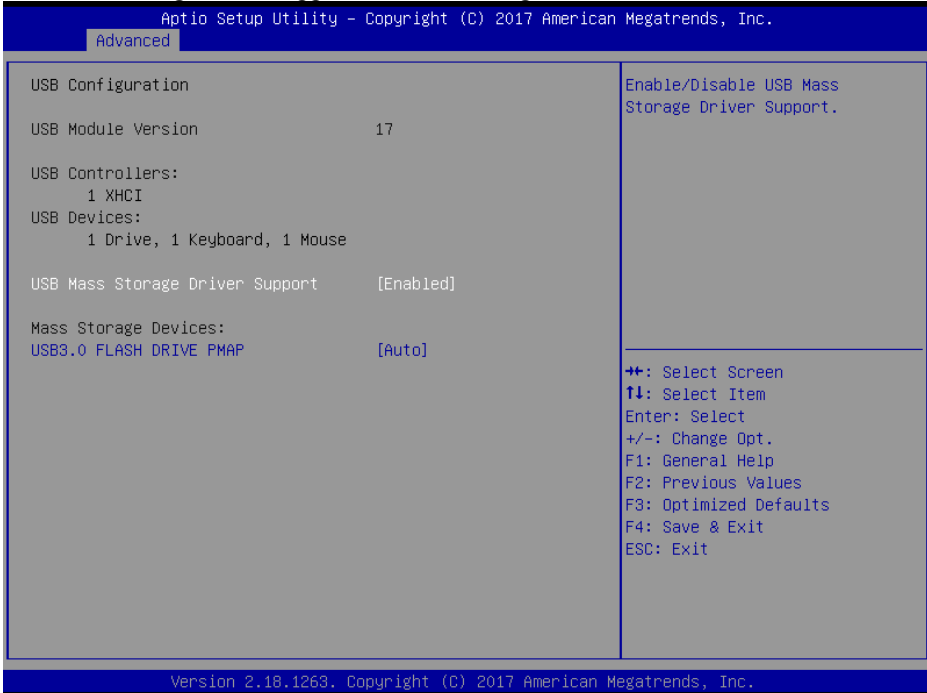 Aptio Setup Utility – Copyright (C) 2017 American Megatrends, Inc.
Advanced
USB Configuration
USB Module Version 17
USB Controllers:
1 XHCI
USB Devices:
1 Drive, 1 Keyboard, 1 Mouse
USB Mass Storage Driver Support [Enabled]
Mass Storage Devices:
USB3.0 FLASH DRIVE PMAP [Auto]
Enable/Disable USB Mass
Storage Driver Support.
→←: Select Screen
↑↓: Select Item
Enter: Select
+/-: Change Opt.
F1: General Help
F2: Previous Values
F3: Optimized Defaults
F4: Save & Exit
ESC: Exit
Version 2.18.1263. Copyright (C) 2017 American Megatrends, Inc.